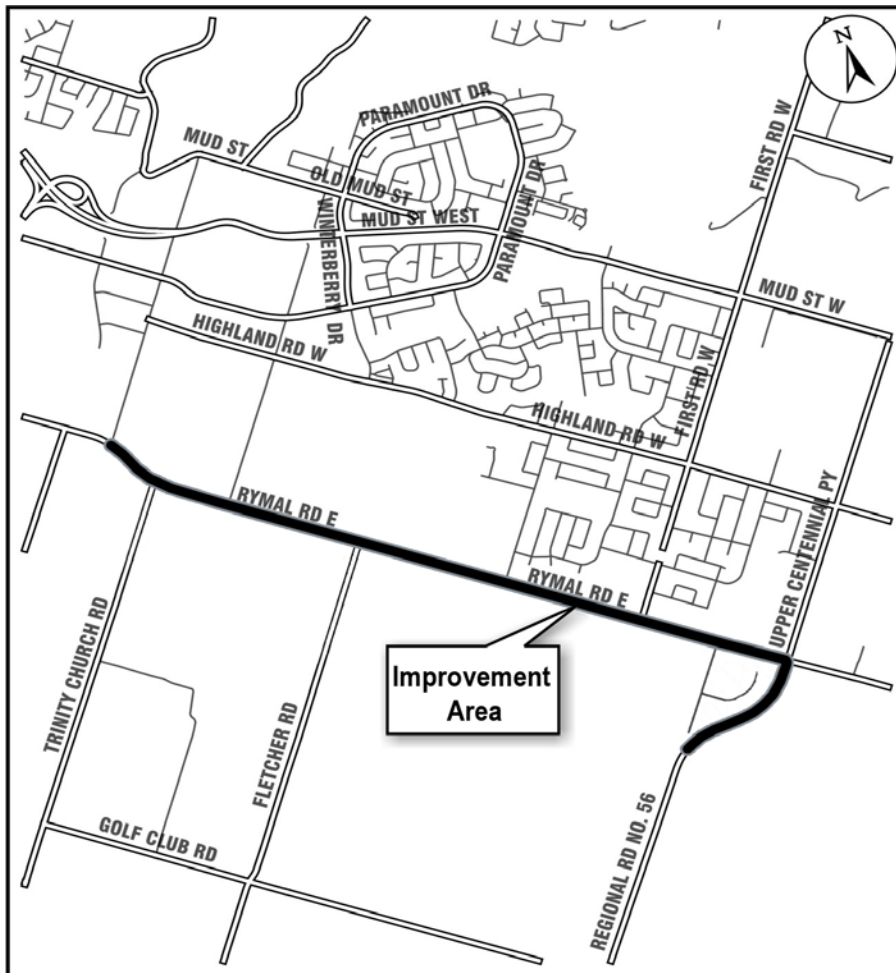 N
PARAMOUNT DR
FIRST RD W
MUD ST
OLD MUD ST
PARAMOUNT DR
WINTERBERRY DR
MUD ST WEST
MUD ST W
HIGHLAND RD W
FIRST RD W
HIGHLAND RD W
RYMAL RD E
UPPER CENTENNIAL PY
RYMAL RD E
Improvement
Area
TRINITY CHURCH RD
FLETCHER RD
GOLF CLUB RD
REGIONAL RD NO. 56